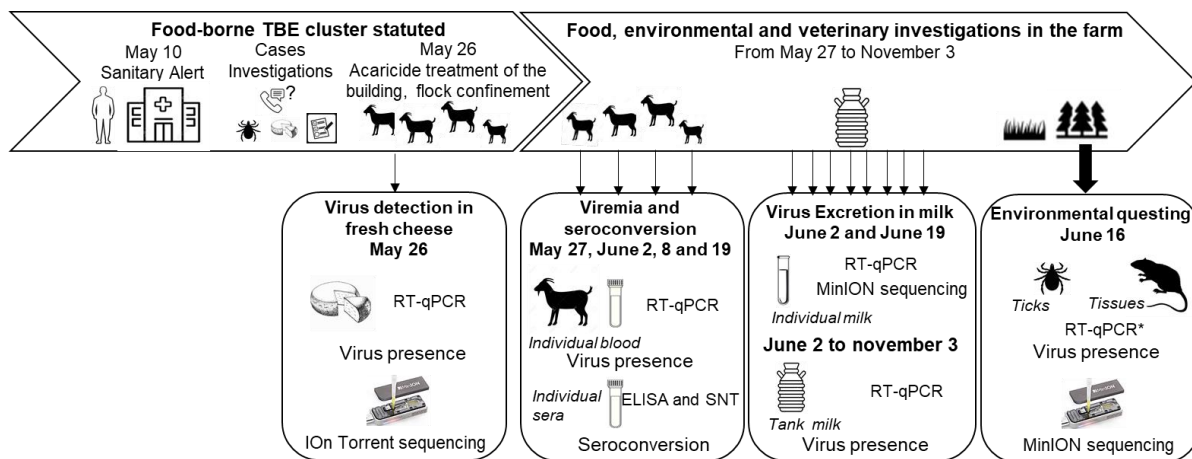 Food-borne TBE cluster statuted
May 10
Sanitary Alert
Cases
Investigations
?
May 26
Acaricide treatment of the
building, flock confinement
Food, environmental and veterinary investigations in the farm
From May 27 to November 3
Virus detection in
fresh cheese
May 26
RT-qPCR
Virus presence
IOn Torrent sequencing
Viremia and
seroconversion
May 27, June 2, 8 and 19
RT-qPCR
Individual blood
Virus presence
Individual
sera
ELISA and SNT
Seroconversion
Virus Excretion in milk
June 2 and June 19
RT-qPCR
MinION sequencing
Individual milk
June 2 to november 3
RT-qPCR
Tank milk
Virus presence
Environmental questing
June 16
Ticks
Tissues
RT-qPCR*
Virus presence
MinION sequencing